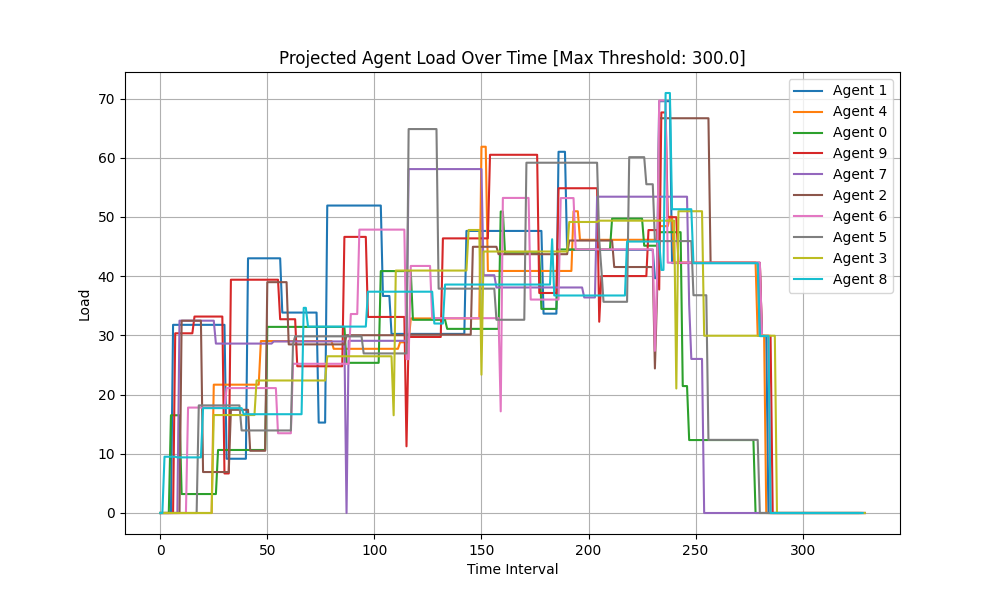 Projected Agent Load Over Time [Max Threshold: 300.0]
Load
70
60
50
40
30
20
10
0
0 50 100 150 200 250 300
Time Interval
Agent 1
Agent 4
Agent 0
Agent 9
Agent 7
Agent 2
Agent 6
Agent 5
Agent 3
Agent 8